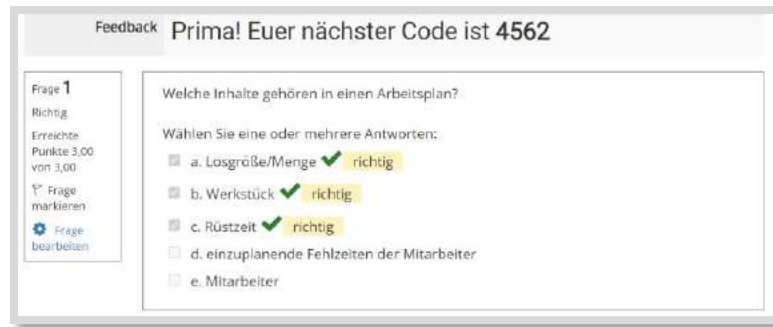 Feedback Prima! Euer nächster Code ist 4562
Frage 1
Richtig
Erreichte
Punkte 3,00
von 3,00
Frage
markieren
Frage
bearbeiten
Welche Inhalte gehören in einen Arbeitsplan?
Wählen Sie eine oder mehrere Antworten:
a. Losgröße/Menge richtig
b. Werkstück richtig
c. Rüstzeit richtig
d. einzuplanende Fehlzeiten der Mitarbeiter
e. Mitarbeiter